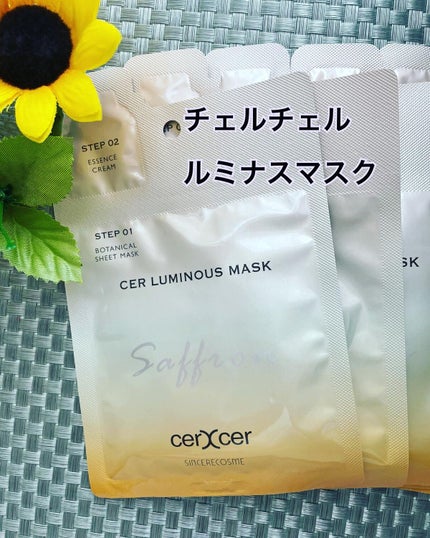 チェルチェル
ルミナスマスク
STEP 02
ESSENCE
CREAM
STEP 01
BOTANICAL
SHEET MASK
CER LUMINOUS MASK
SK
Saffron
cerXcer
SINCERECOSME